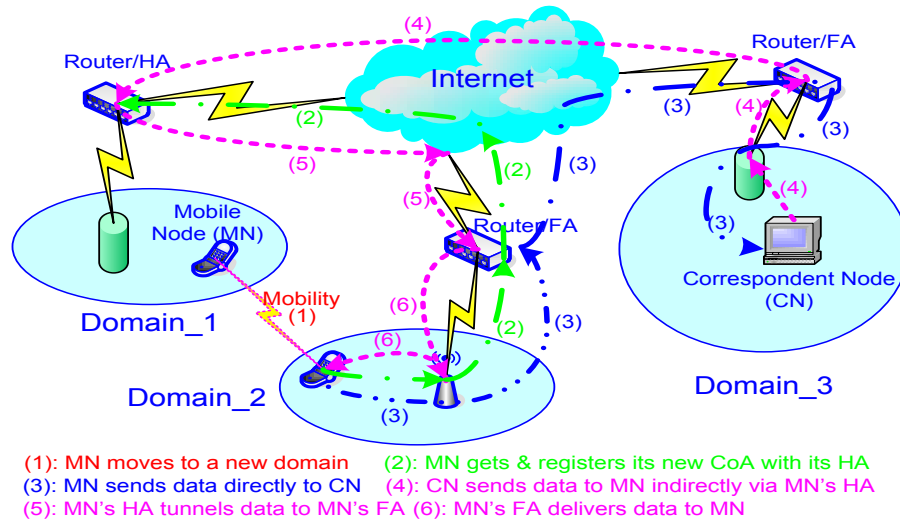 (4)
Router/HA
Router/FA
Internet
(2)
(3)
(4)
(3)
(5)
(2)
(3)
(5)
(4)
Mobile
Node (MN)
Router/FA
(3)
Correspondent Node
(CN)
Mobility
(1)
(6)
Domain_1
(2)
(3)
(6)
Domain_2
Domain_3
(3)
(1): MN moves to a new domain
(2): MN gets & registers its new CoA with its HA
(3): MN sends data directly to CN
(4): CN sends data to MN indirectly via MN's HA
(5): MN's HA tunnels data to MN's FA
(6): MN's FA delivers data to MN